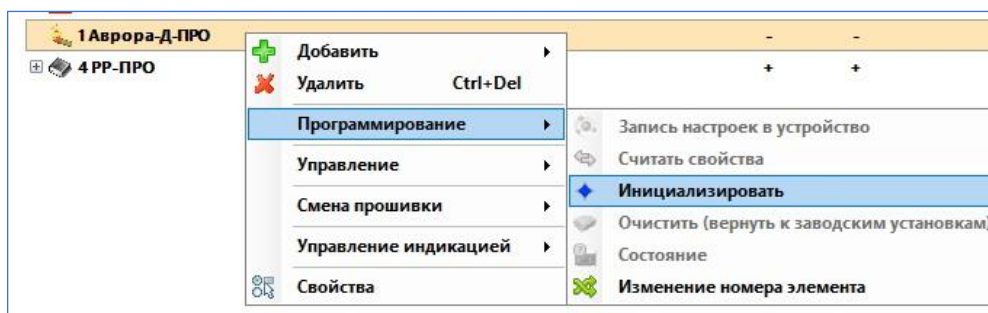 1 Аврора-Д-ПРО - -
4 РР-ПРО + +
Добавить
Удалить Ctrl+Del
Программирование
Управление
Смена прошивки
Управление индикацией
Свойства
Запись настроек в устройство
Считать свойства
Инициализировать
Очистить (вернуть к заводским установкам)
Состояние
Изменение номера элемента